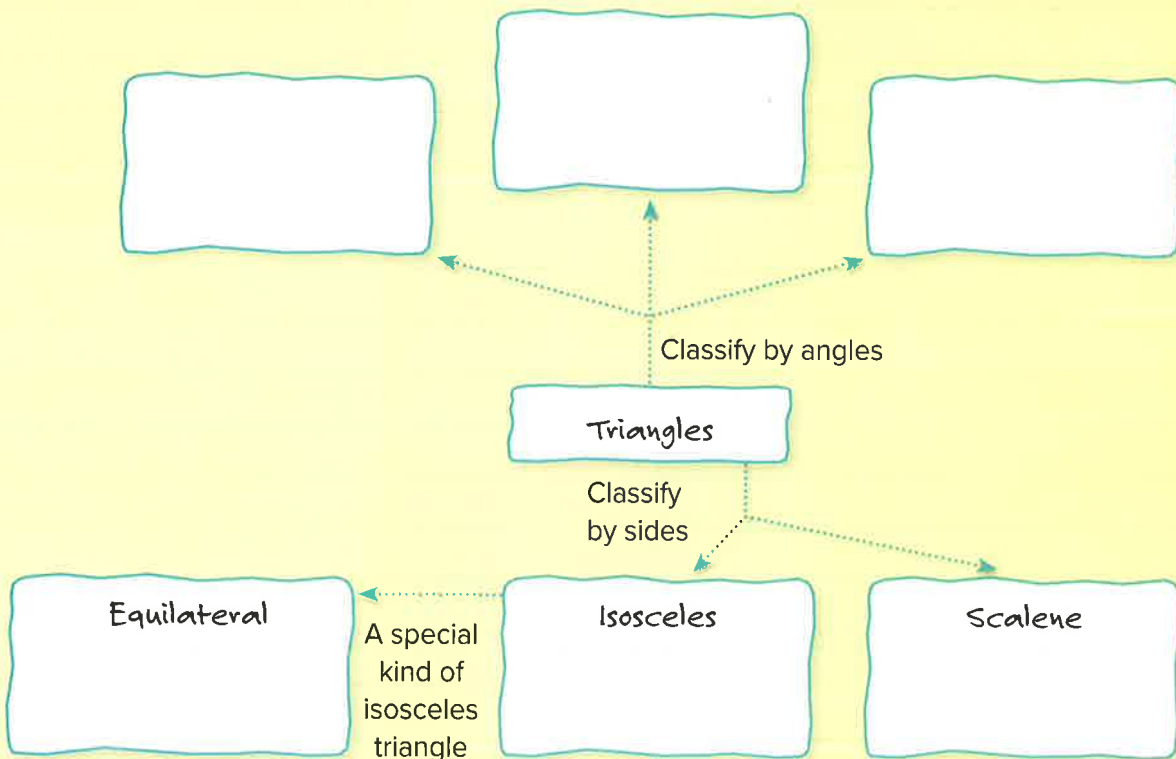 Classify by angles
Triangles
Classify
by sides
Equilateral
Isosceles
Scalene
A special
kind of
isosceles
triangle